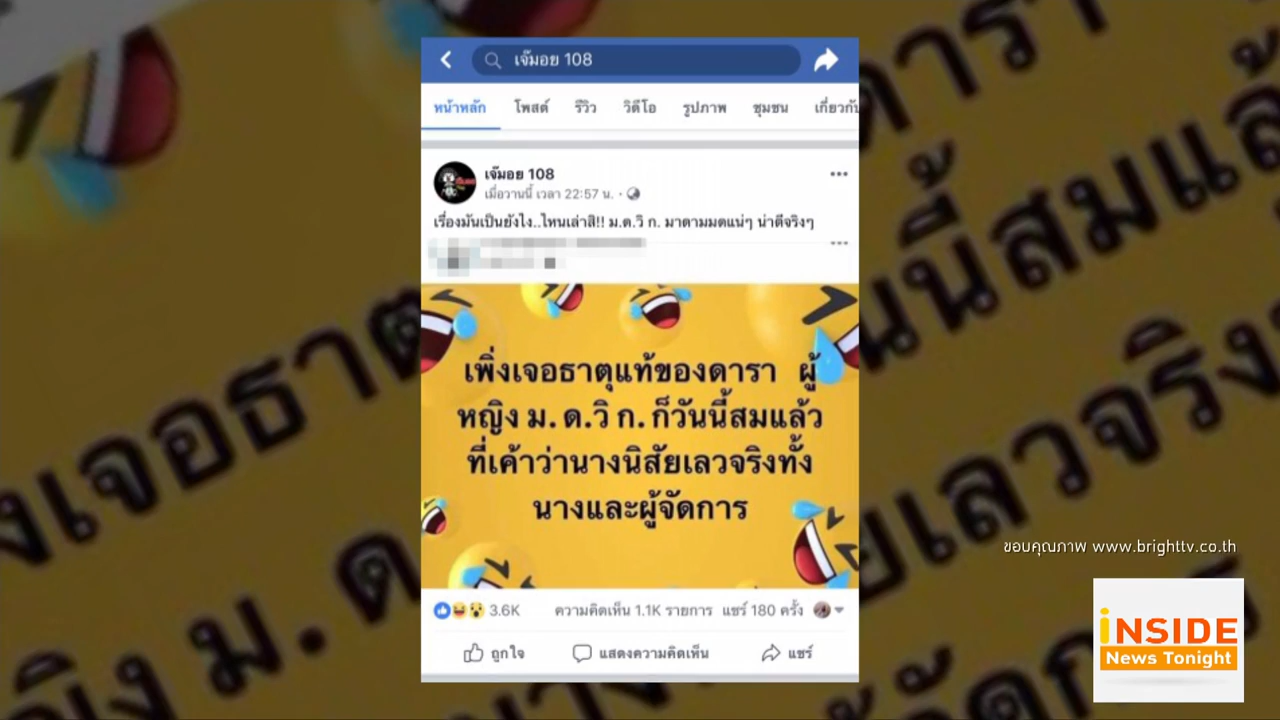 เจ๊มอย 108
หน้าหลัก โพสต์ รีวิว วิดีโอ รูปภาพ ชุมชน เกี่ยวกับ
เจ๊มอย 108
เมื่อวานนี้ เวลา 22:57 น. ·
เรื่องมันเป็นยังไง..ไหนเล่าสิ!! ม.ด.วิ ก. มาตามมดแน่ๆ น่าตีจริงๆ
เพิ่งเจอธาตุแท้ของดารา ผู้
หญิง ม. ด.วิ ก. ก็วันนี้สมแล้ว
ที่เค้าว่านางนิสัยเลวจริงทั้ง
นางและผู้จัดการ
3.6K ความคิดเห็น 1.1K รายการ แชร์ 180 ครั้ง
ถูกใจ แสดงความคิดเห็น แชร์
ขอบคุณภาพ www.brighttv.co.th
iNSIDE
News Tonight